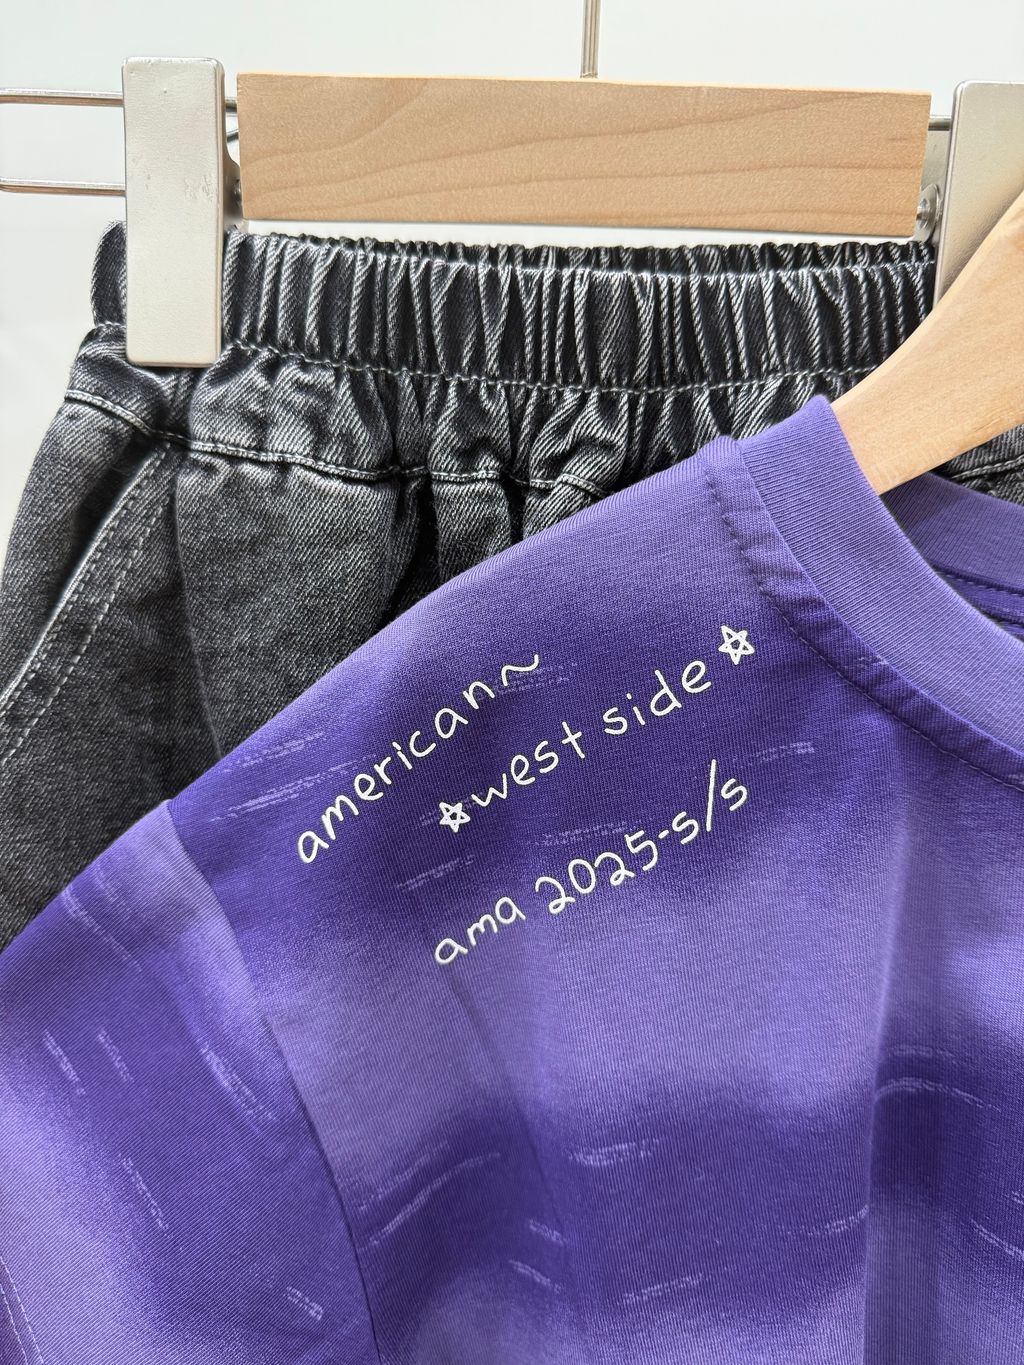 american~
☆west side☆
ama 2025-s/s